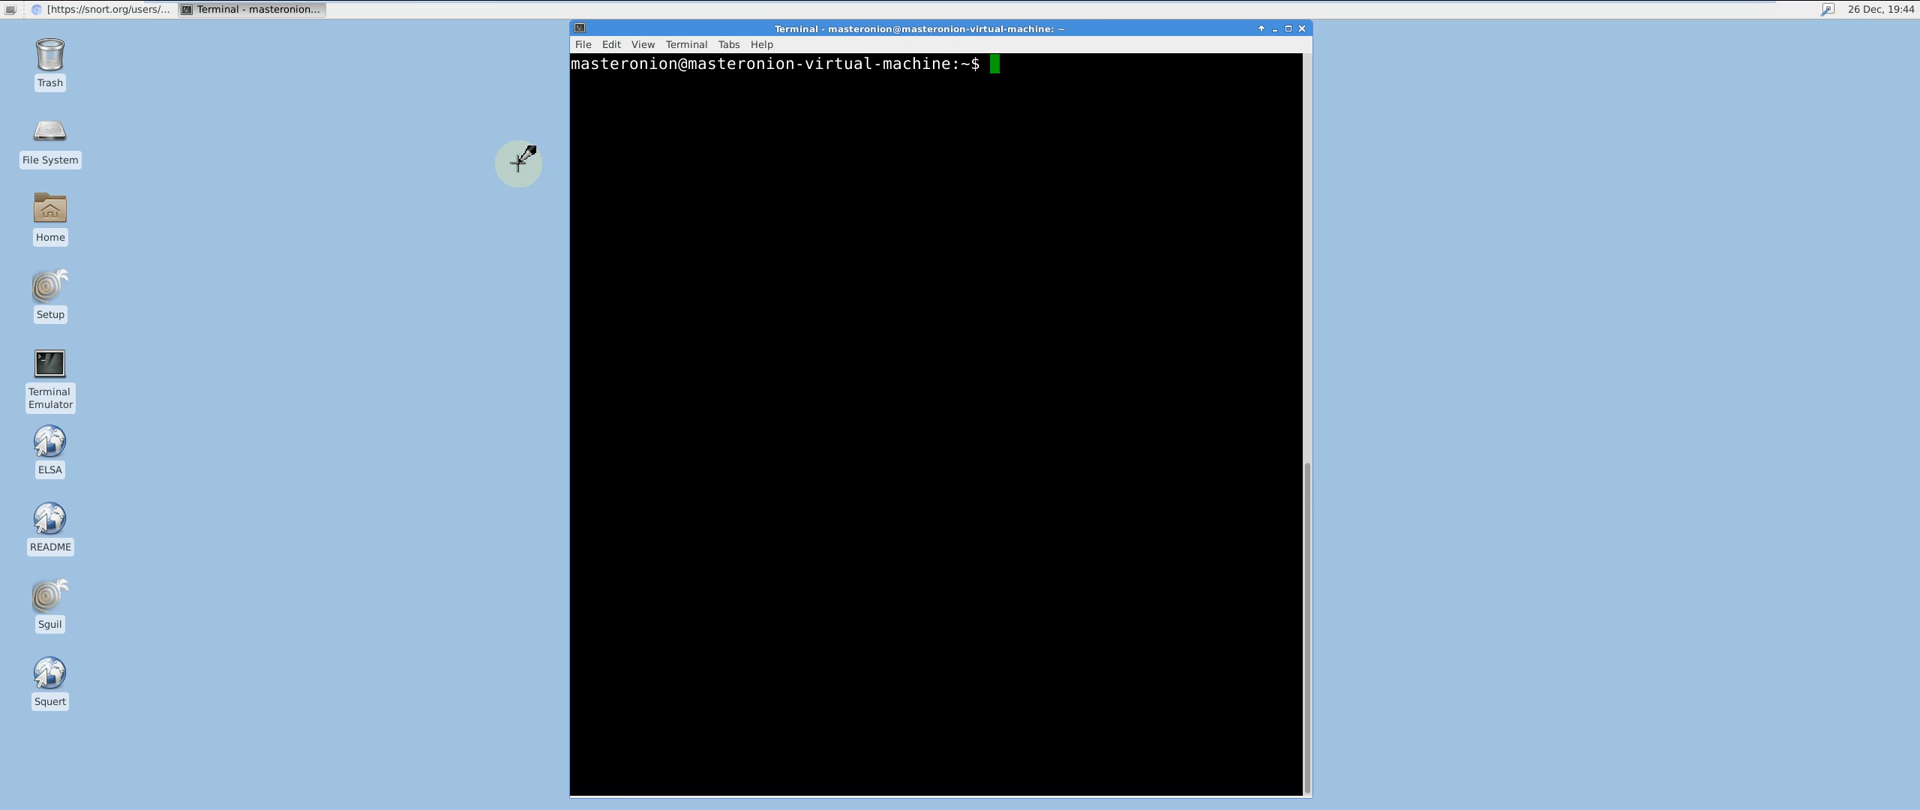 [https://snort.org/users/...
Terminal - masteronion...
26 Dec, 19:44
Trash
File System
Home
Setup
Terminal
Emulator
ELSA
README
Sguil
Squert
Terminal - masteronion@masteronion-virtual-machine: ~
File Edit View Terminal Tabs Help
masteronion@masteronion-virtual-machine:~$